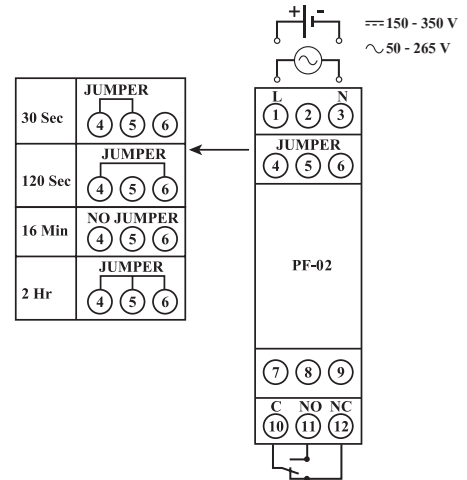 + -
⎓ 150 - 350 V
∿ 50 - 265 V
L N
1 2 3
JUMPER
4 5 6
PF-02
7 8 9
C NO NC
10 11 12
30 Sec
JUMPER
4 5 6
120 Sec
JUMPER
4 5 6
16 Min
NO JUMPER
4 5 6
2 Hr
JUMPER
4 5 6